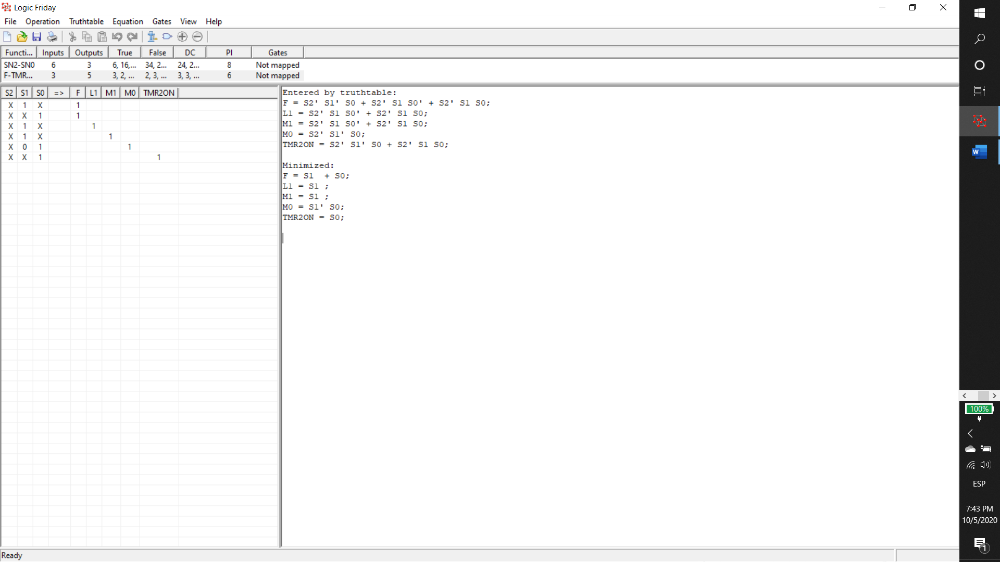 Logic Friday
File Operation Truthtable Equation Gates View Help
Functi... Inputs Outputs True False DC PI Gates
SN2-SN0 6 3 6, 16,... 34, 2... 24, 2... 8 Not mapped
F-TMR... 3 5 3, 2, ... 2, 3, ... 3, 3, ... 6 Not mapped
S2 S1 S0 => F L1 M1 M0 TMR2ON
X 1 X 1
X X 1 1
X 1 X 1
X 1 X 1
X 0 1 1
X X 1 1
Entered by truthtable:
F = S2' S1' S0 + S2' S1 S0' + S2' S1 S0;
L1 = S2' S1 S0' + S2' S1 S0;
M1 = S2' S1 S0' + S2' S1 S0;
M0 = S2' S1' S0;
TMR2ON = S2' S1' S0 + S2' S1 S0;
Minimized:
F = S1  + S0;
L1 = S1 ;
M1 = S1 ;
M0 = S1' S0;
TMR2ON = S0;
Ready
W
100%
ESP
7:43 PM
10/5/2020
1